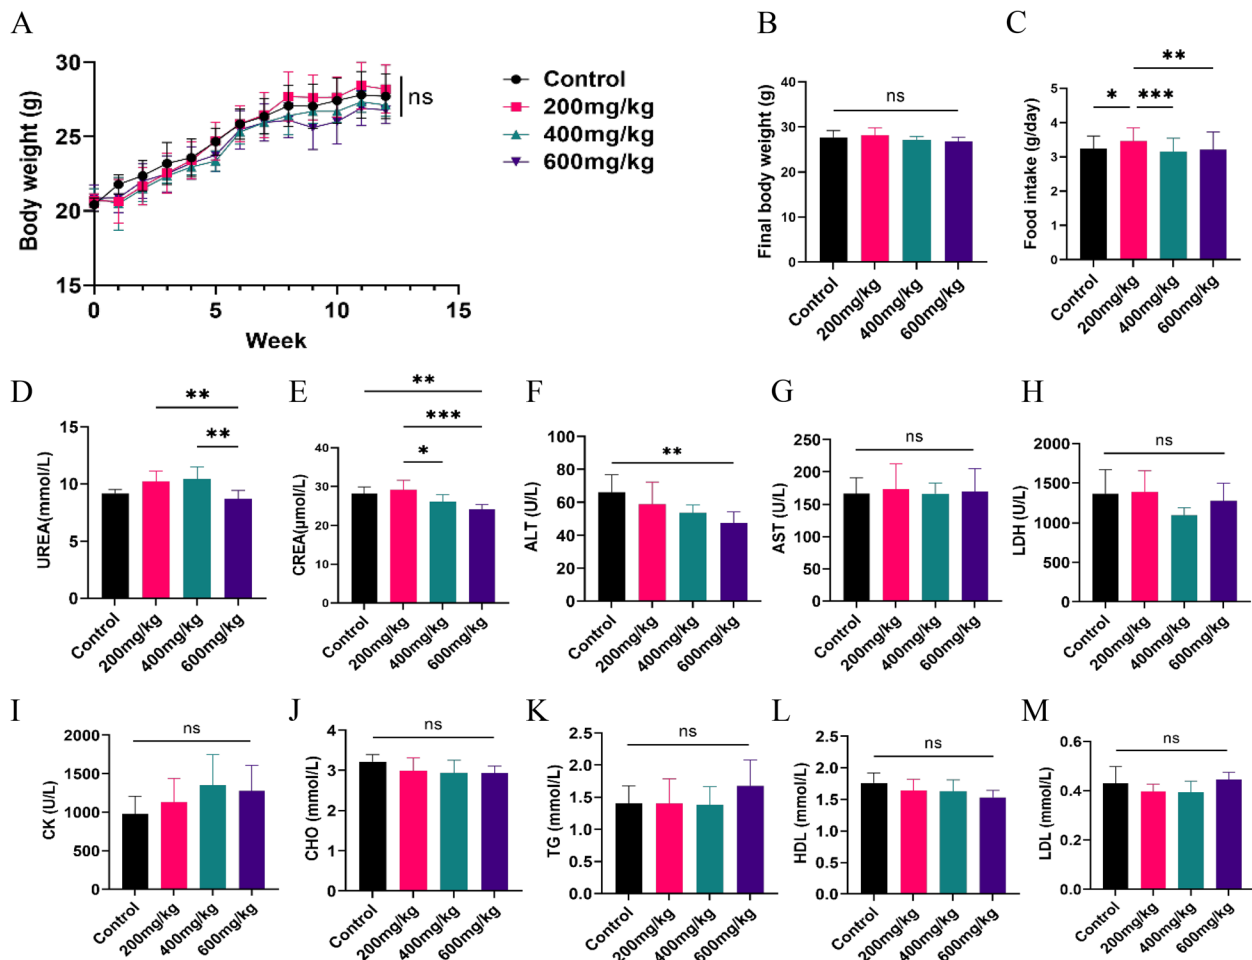 A
Body weight (g)
30
25
20
15
0
5
10
15
Week
ns
Control
200mg/kg
400mg/kg
600mg/kg
B
Final body weight (g)
40
30
20
10
0
ns
Control
200mg/kg
400mg/kg
600mg/kg
C
Food intake (g/day)
5
4
3
2
1
0
**
* ***
Control
200mg/kg
400mg/kg
600mg/kg
D
UREA(mmol/L)
15
10
5
0
**
**
Control
200mg/kg
400mg/kg
600mg/kg
E
CREA(μmol/L)
40
30
20
10
0
**
***
*
Control
200mg/kg
400mg/kg
600mg/kg
F
ALT (U/L)
100
80
60
40
20
0
**
Control
200mg/kg
400mg/kg
600mg/kg
G
AST (U/L)
250
200
150
100
50
0
ns
Control
200mg/kg
400mg/kg
600mg/kg
H
LDH (U/L)
2000
1500
1000
500
0
ns
Control
200mg/kg
400mg/kg
600mg/kg
I
CK (U/L)
2000
1500
1000
500
0
ns
Control
200mg/kg
400mg/kg
600mg/kg
J
CHO (mmol/L)
4
3
2
1
0
ns
Control
200mg/kg
400mg/kg
600mg/kg
K
TG (mmol/L)
2.5
2.0
1.5
1.0
0.5
0.0
ns
Control
200mg/kg
400mg/kg
600mg/kg
L
HDL (mmol/L)
2.5
2.0
1.5
1.0
0.5
0.0
ns
Control
200mg/kg
400mg/kg
600mg/kg
M
LDL (mmol/L)
0.6
0.4
0.2
0.0
ns
Control
200mg/kg
400mg/kg
600mg/kg